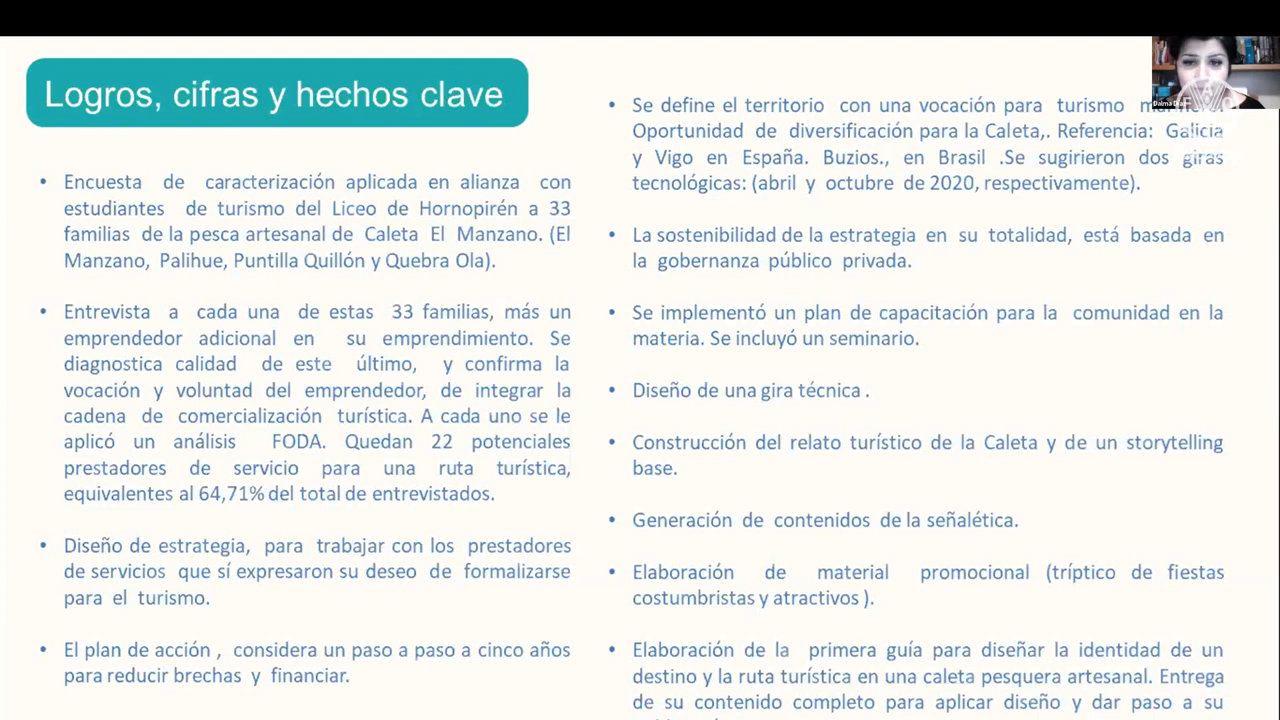 Logros, cifras y hechos clave
• Encuesta de caracterización aplicada en alianza con
estudiantes de turismo del Liceo de Hornopirén a 33
familias de la pesca artesanal de Caleta El Manzano. (El
Manzano, Palihue, Puntilla Quillón y Quebra Ola).
• Entrevista a cada una de estas 33 familias, más un
emprendedor adicional en su emprendimiento. Se
diagnostica calidad de este último, y confirma la
vocación y voluntad del emprendedor, de integrar la
cadena de comercialización turística. A cada uno se le
aplicó un análisis FODA. Quedan 22 potenciales
prestadores de servicio para una ruta turística,
equivalentes al 64,71% del total de entrevistados.
• Diseño de estrategia, para trabajar con los prestadores
de servicios que sí expresaron su deseo de formalizarse
para el turismo.
• El plan de acción , considera un paso a paso a cinco años
para reducir brechas y financiar.
• Se define el territorio con una vocación para turismo
Oportunidad de diversificación para la Caleta,. Referencia: Galicia
y Vigo en España. Buzios., en Brasil .Se sugirieron dos giras
tecnológicas: (abril y octubre de 2020, respectivamente).
• La sostenibilidad de la estrategia en su totalidad, está basada en
la gobernanza público privada.
• Se implementó un plan de capacitación para la comunidad en la
materia. Se incluyó un seminario.
• Diseño de una gira técnica .
• Construcción del relato turístico de la Caleta y de un storytelling
base.
• Generación de contenidos de la señalética.
• Elaboración de material promocional (tríptico de fiestas
costumbristas y atractivos ).
• Elaboración de la primera guía para diseñar la identidad de un
destino y la ruta turística en una caleta pesquera artesanal. Entrega
de su contenido completo para aplicar diseño y dar paso a su